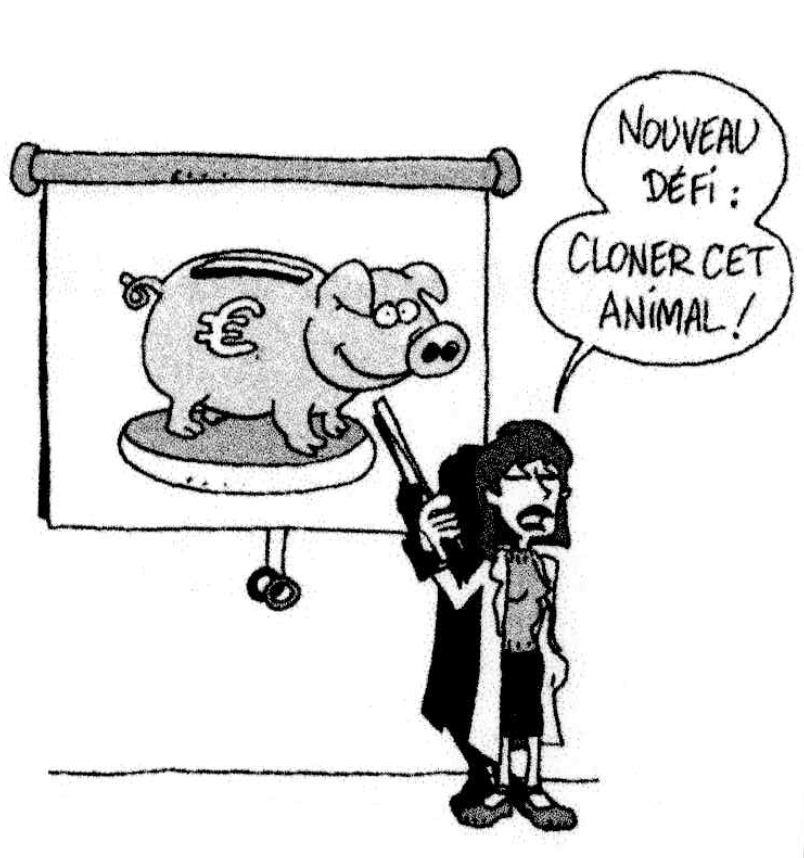 NOUVEAU
DÉFi :
CLONER CET
ANiMAL !
€